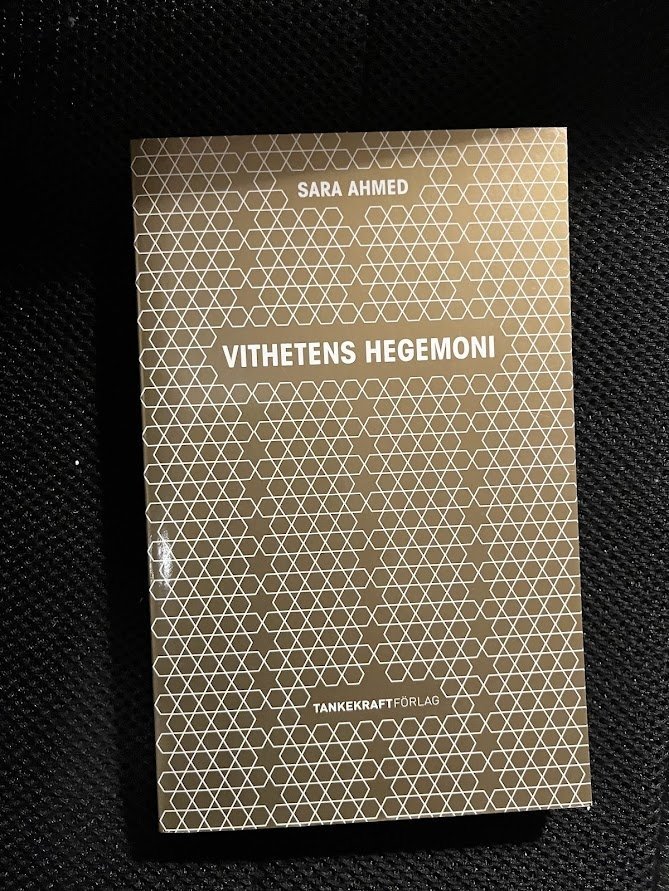 SARA AHMED
VITHETENS HEGEMONI
TANKEKRAFTFÖRLAG